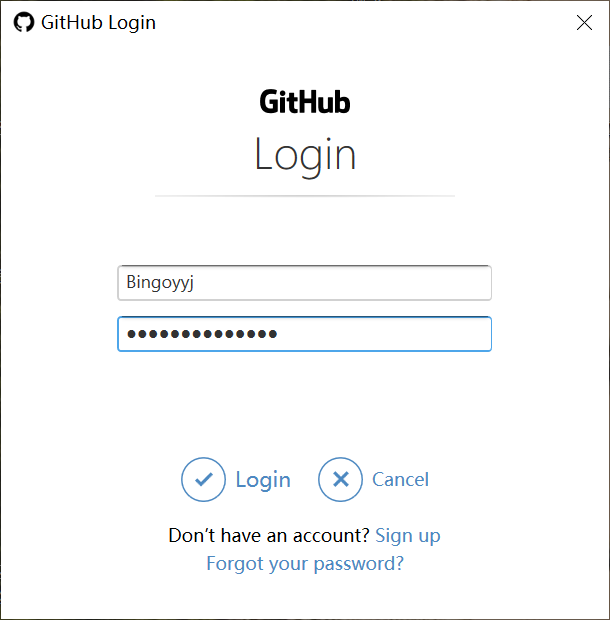 GitHub Login
GitHub
Login
Bingoyyj
●●●●●●●●●●●●●●
Login Cancel
Don’t have an account? Sign up
Forgot your password?